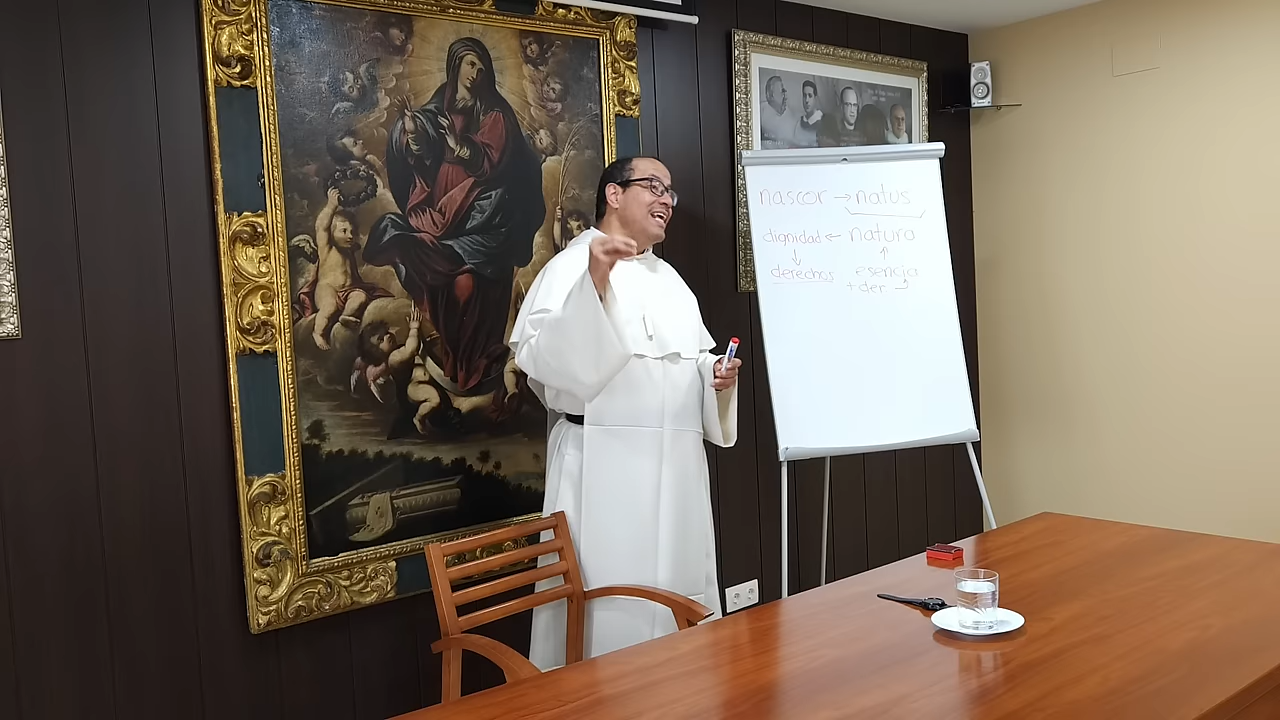 nascor → natus
dignidad ← natura
↓ ↑
derechos esencia
+ der